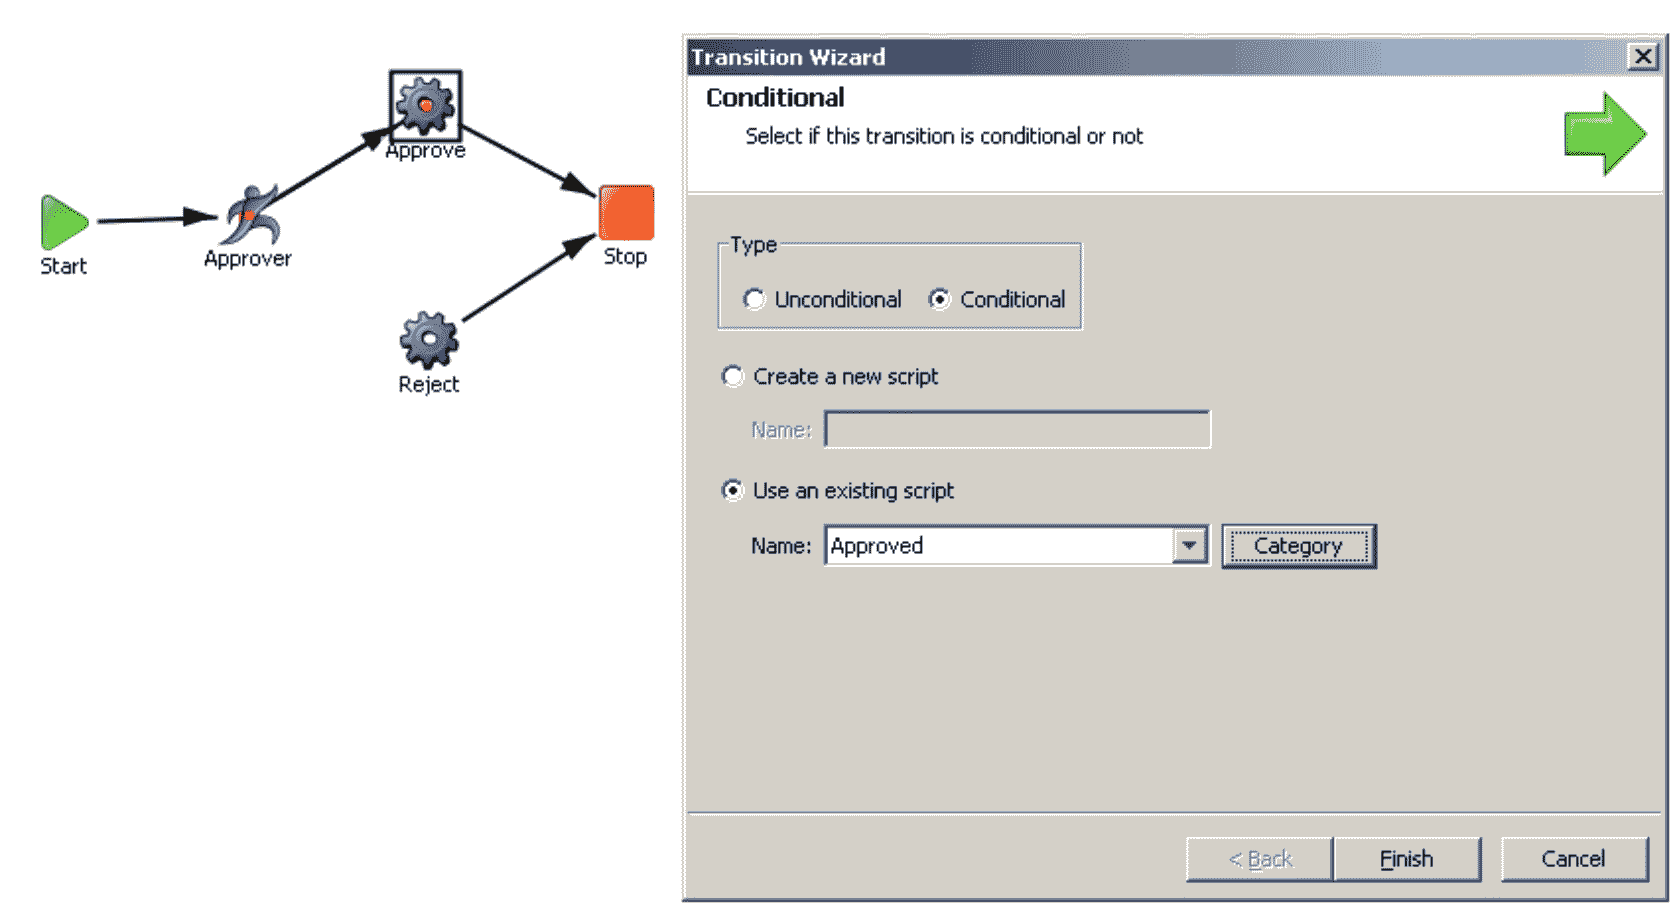 Approve
Start
Approver
Stop
Reject
Transition Wizard
Conditional
Select if this transition is conditional or not
Type
Unconditional Conditional
Create a new script
Name:
Use an existing script
Name: Approved Category
< Back Finish Cancel